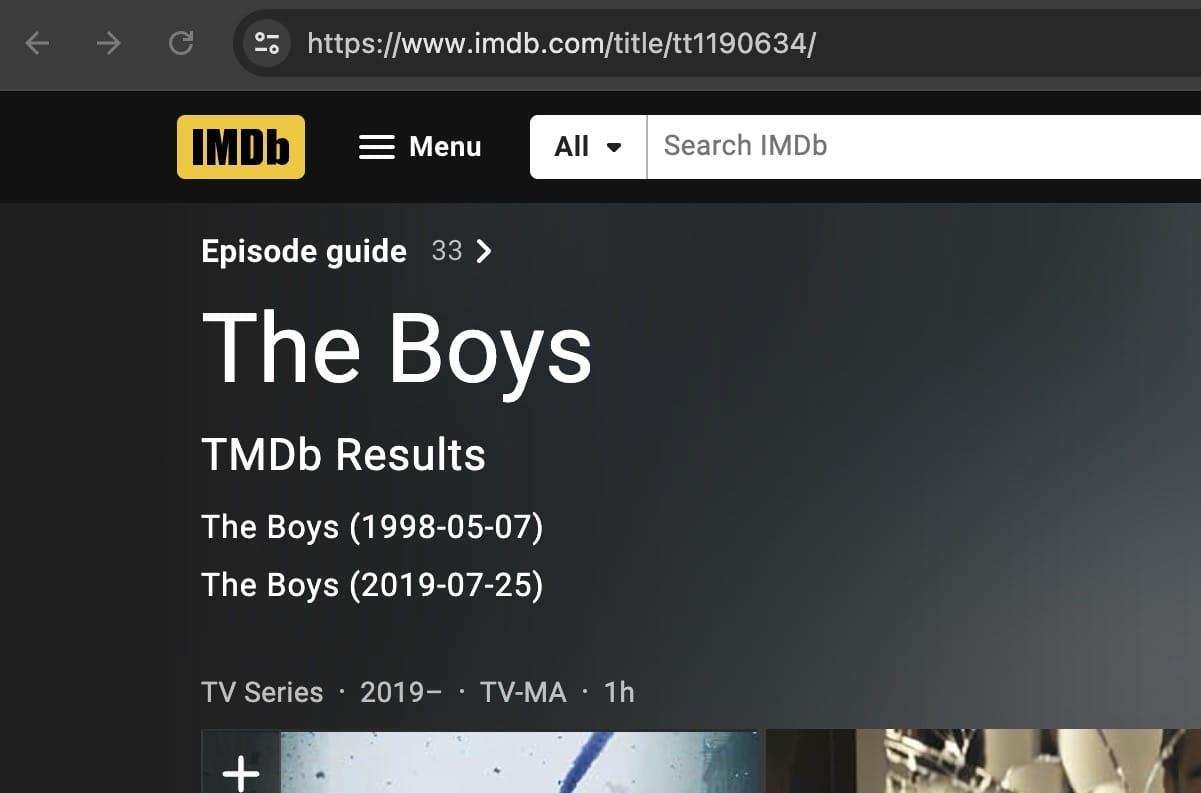 https://www.imdb.com/title/tt1190634/
IMDb Menu All Search IMDb
Episode guide 33
The Boys
TMDb Results
The Boys (1998-05-07)
The Boys (2019-07-25)
TV Series · 2019– · TV-MA · 1h